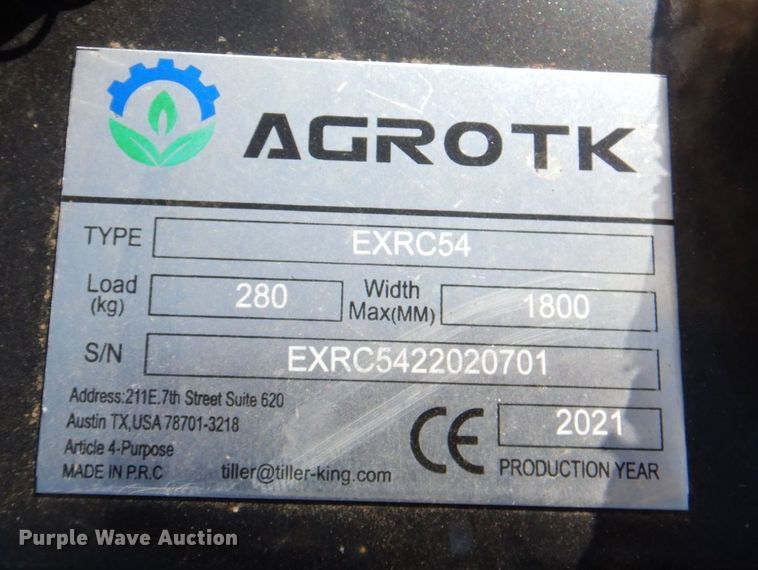 AGROTK
TYPE EXRC54
Load (kg) 280 Width Max(MM) 1800
S/N EXRC5422020701
Address:211E.7th Street Suite 620
Austin TX,USA 78701-3218
Article 4-Purpose
MADE IN P.R.C tiller@tiller-king.com
CE 2021
PRODUCTION YEAR
Purple Wave Auction